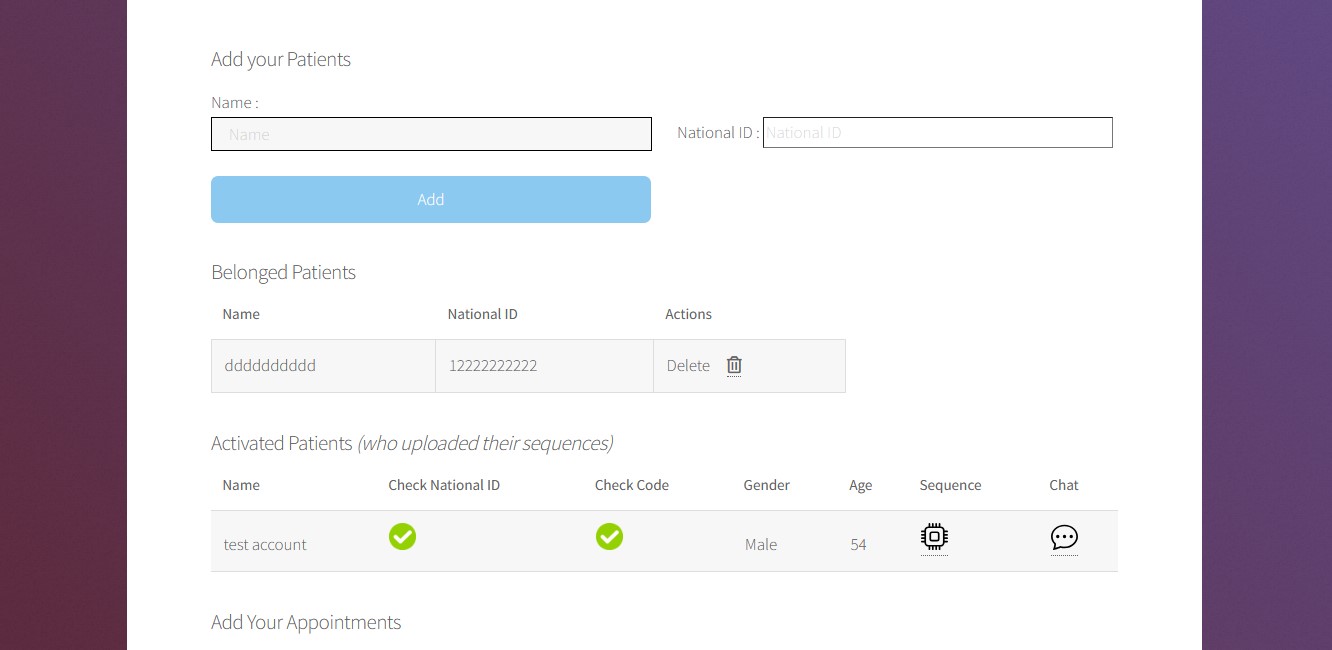 Add your Patients
Name :
Name
National ID : National ID
Add
Belonged Patients
Name National ID Actions
dddddddddd 12222222222 Delete
Activated Patients (who uploaded their sequences)
Name Check National ID Check Code Gender Age Sequence Chat
test account Male 54
Add Your Appointments